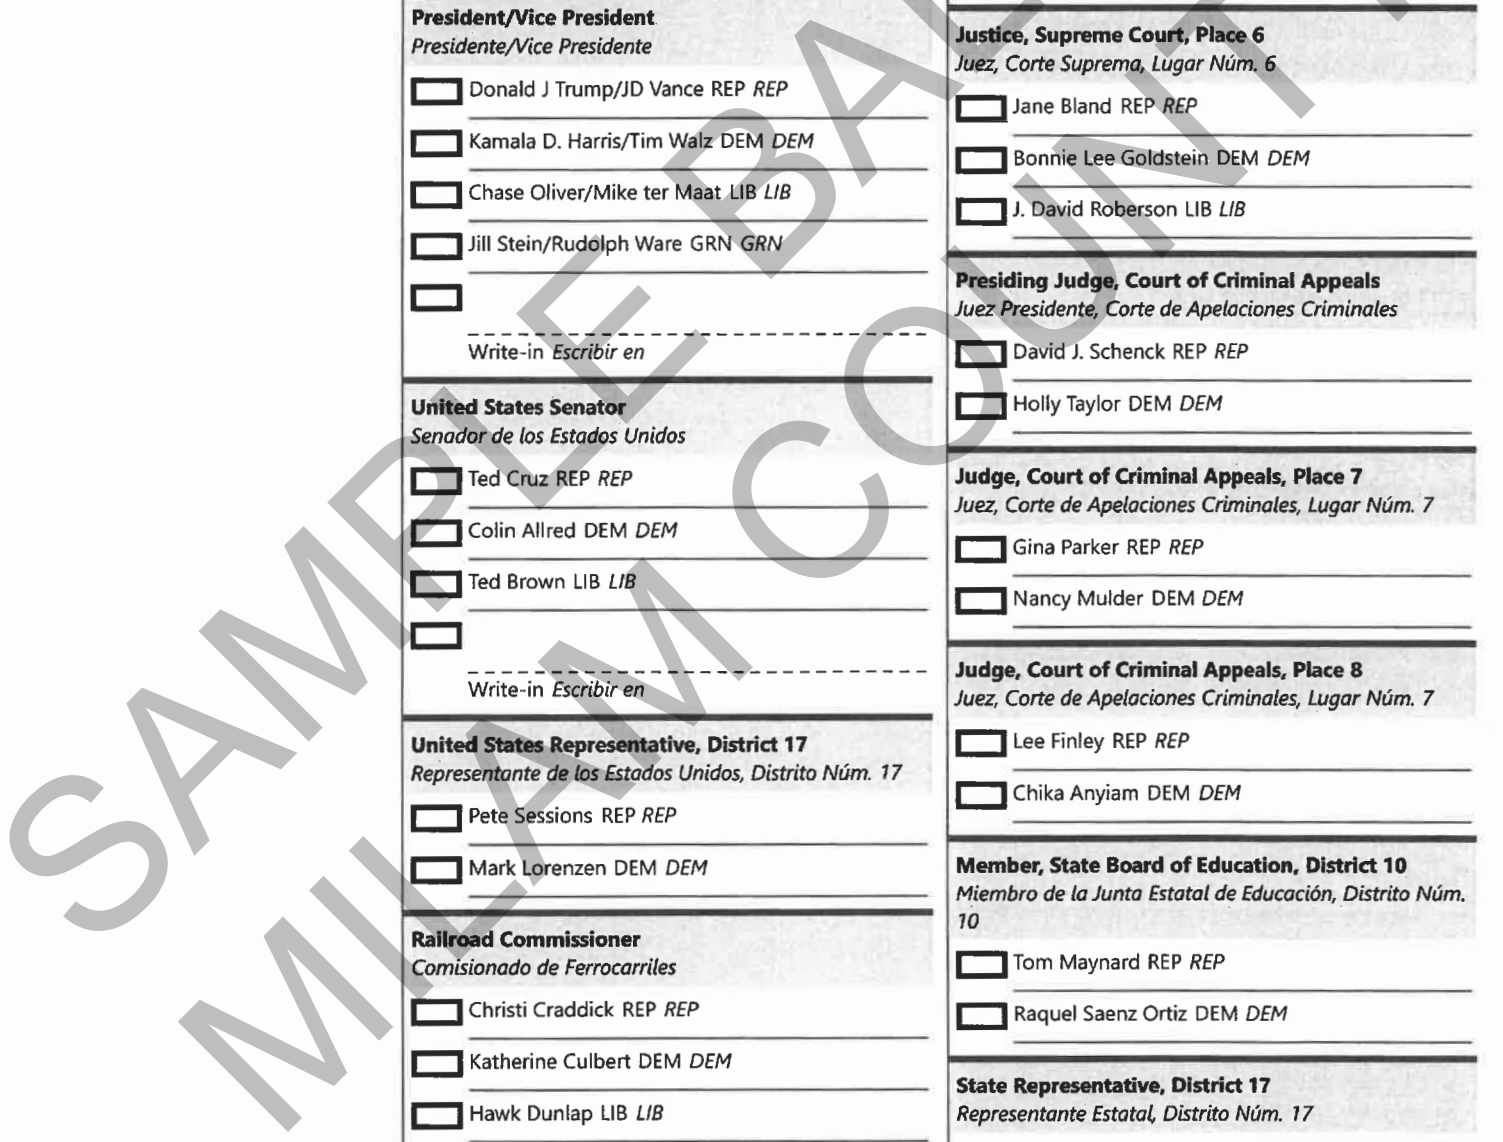 President/Vice President
Presidente/Vice Presidente
Donald J Trump/JD Vance REP REP
Kamala D. Harris/Tim Walz DEM DEM
Chase Oliver/Mike ter Maat LIB LIB
Jill Stein/Rudolph Ware GRN GRN
Write-in Escribir en
United States Senator
Senador de los Estados Unidos
Ted Cruz REP REP
Colin Allred DEM DEM
Ted Brown LIB LIB
Write-in Escribir en
United States Representative, District 17
Representante de los Estados Unidos, Distrito Núm. 17
Pete Sessions REP REP
Mark Lorenzen DEM DEM
Railroad Commissioner
Comisionado de Ferrocarriles
Christi Craddick REP REP
Katherine Culbert DEM DEM
Hawk Dunlap LIB LIB
Justice, Supreme Court, Place 6
Juez, Corte Suprema, Lugar Núm. 6
Jane Bland REP REP
Bonnie Lee Goldstein DEM DEM
J. David Roberson LIB LIB
Presiding Judge, Court of Criminal Appeals
Juez Presidente, Corte de Apelaciones Criminales
David J. Schenck REP REP
Holly Taylor DEM DEM
Judge, Court of Criminal Appeals, Place 7
Juez, Corte de Apelaciones Criminales, Lugar Núm. 7
Gina Parker REP REP
Nancy Mulder DEM DEM
Judge, Court of Criminal Appeals, Place 8
Juez, Corte de Apelaciones Criminales, Lugar Núm. 7
Lee Finley REP REP
Chika Anyiam DEM DEM
Member, State Board of Education, District 10
Miembro de la Junta Estatal de Educación, Distrito Núm.
10
Tom Maynard REP REP
Raquel Saenz Ortiz DEM DEM
State Representative, District 17
Representante Estatal, Distrito Núm. 17
SAMPLE BAL
MILAM COUNT